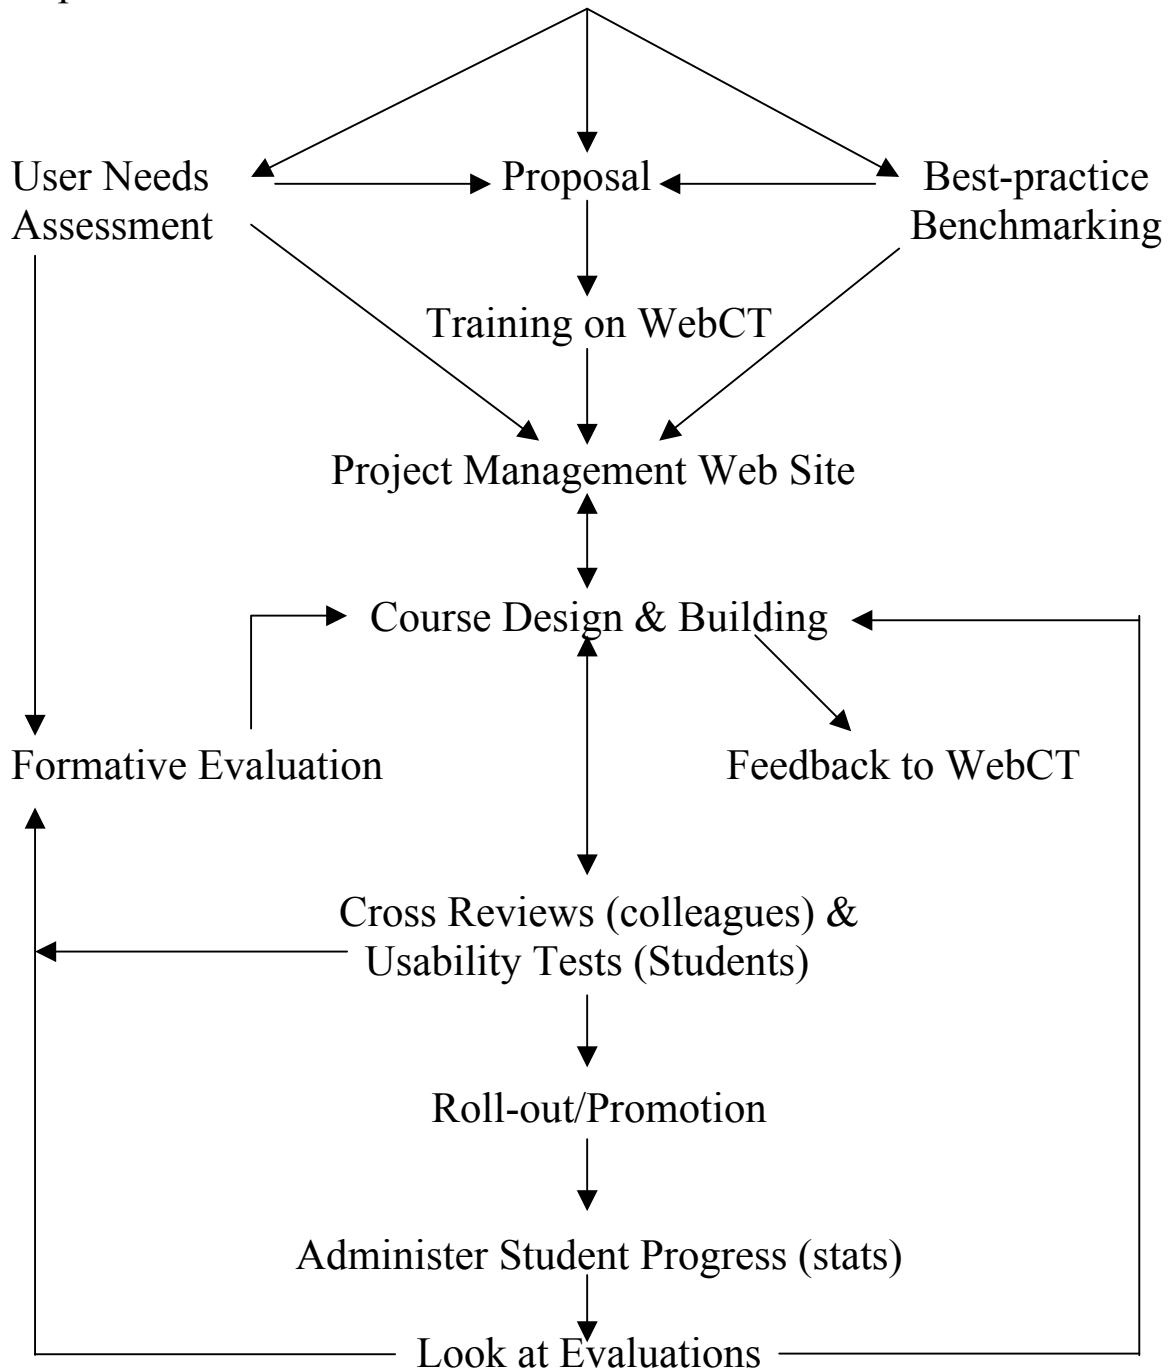 User Needs
Assessment
Proposal
Best-practice
Benchmarking
Training on WebCT
Project Management Web Site
Course Design & Building
Formative Evaluation
Feedback to WebCT
Cross Reviews (colleagues) &
Usability Tests (Students)
Roll-out/Promotion
Administer Student Progress (stats)
Look at Evaluations